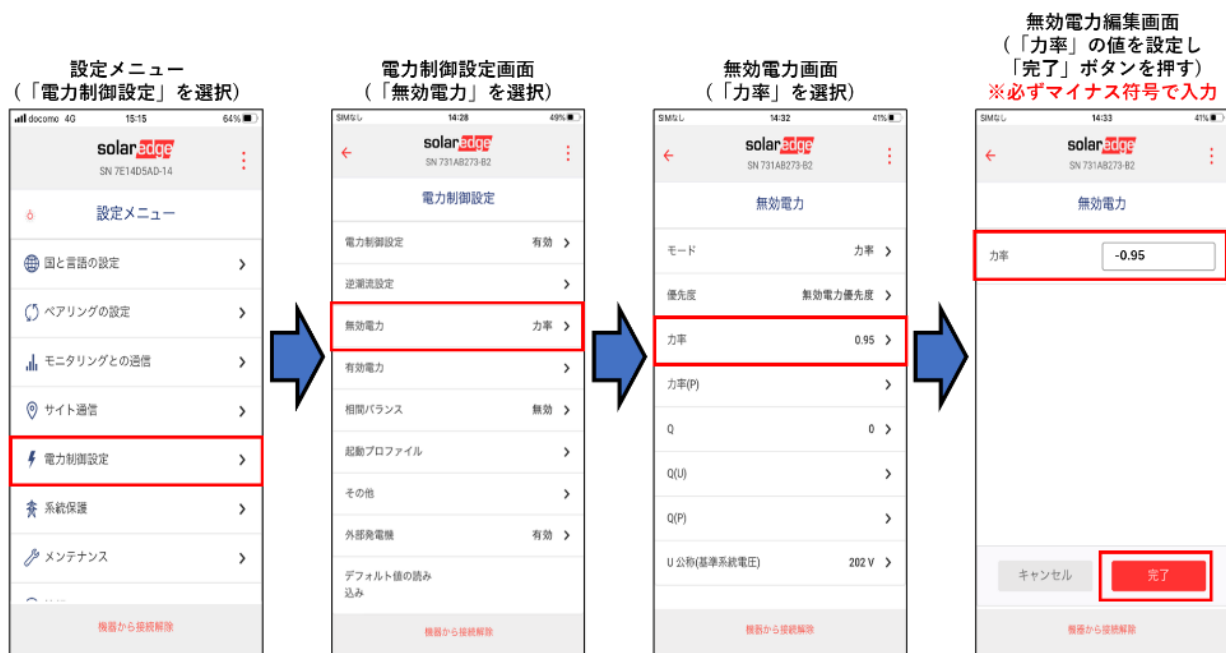 設定メニュー
(「電力制御設定」を選択)
docomo 4G 15:15 64%
solaredge
SN 7E14D5AD-14
設定メニュー
国と言語の設定
ペアリングの設定
モニタリングとの通信
サイト通信
電力制御設定
系統保護
メンテナンス
機器から接続解除
電力制御設定画面
(「無効電力」を選択)
SIMなし 14:28 49%
solaredge
SN 731AB273-B2
電力制御設定
電力制御設定 有効
逆潮流設定
無効電力 力率
有効電力
相間バランス 無効
起動プロファイル
その他
外部発電機 有効
デフォルト値の読み
込み
機器から接続解除
無効電力画面
(「力率」を選択)
SIMなし 14:32 41%
solaredge
SN 731AB273-B2
無効電力
モード 力率
優先度 無効電力優先度
力率 0.95
力率(P)
Q 0
Q(U)
Q(P)
U 公称(基準系統電圧) 202 V
機器から接続解除
無効電力編集画面
(「力率」の値を設定し
「完了」ボタンを押す)
※必ずマイナス符号で入力
SIMなし 14:33 41%
solaredge
SN 731AB273-B2
無効電力
力率 -0.95
キャンセル 完了
機器から接続解除